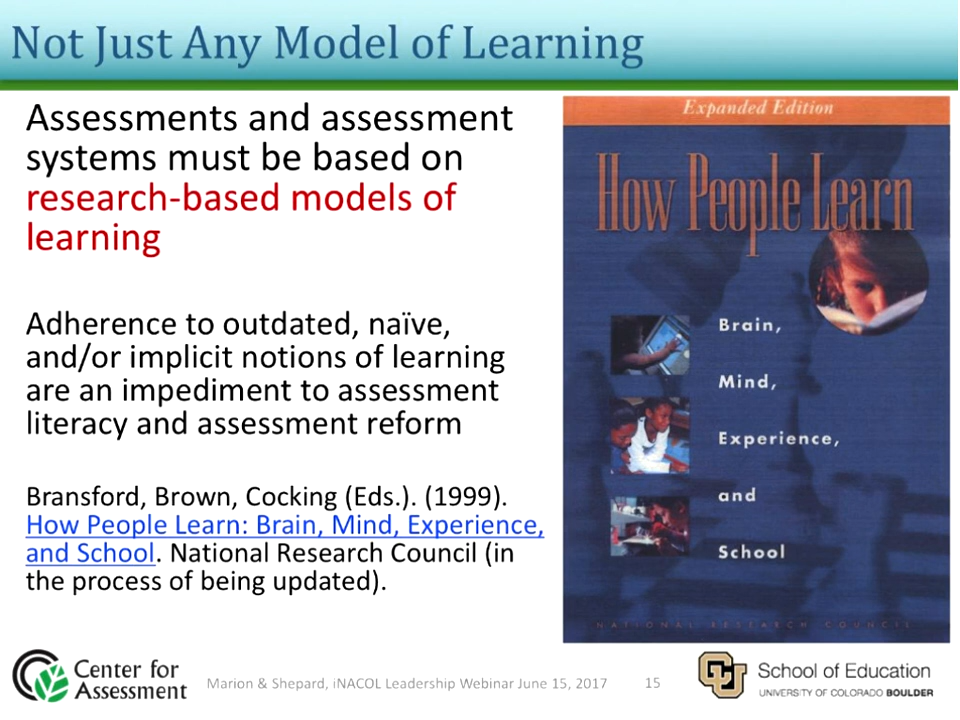 Not Just Any Model of Learning
Assessments and assessment
systems must be based on
research-based models of
learning
Adherence to outdated, naïve,
and/or implicit notions of learning
are an impediment to assessment
literacy and assessment reform
Bransford, Brown, Cocking (Eds.). (1999).
How People Learn: Brain, Mind, Experience,
and School. National Research Council (in
the process of being updated).
Expanded Edition
How People Learn
Brain,
Mind,
Experience,
and
School
NATIONAL RESEARCH COUNCIL
Center for
Assessment
Marion & Shepard, iNACOL Leadership Webinar June 15, 2017
15
CU
School of Education
UNIVERSITY OF COLORADO BOULDER